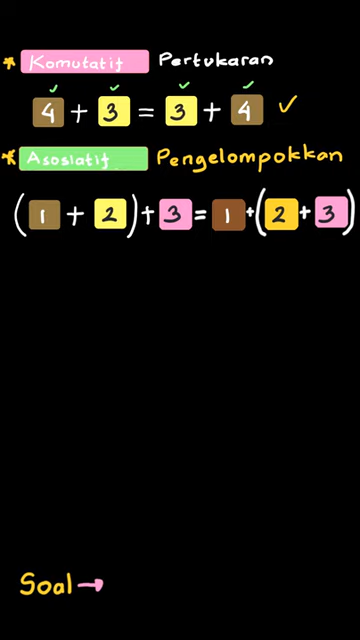 * Komutatif Pertukaran
4 + 3 = 3 + 4 ✓
* Asosiatif Pengelompokkan
(1 + 2) + 3 = 1 + (2 + 3)
Soal →